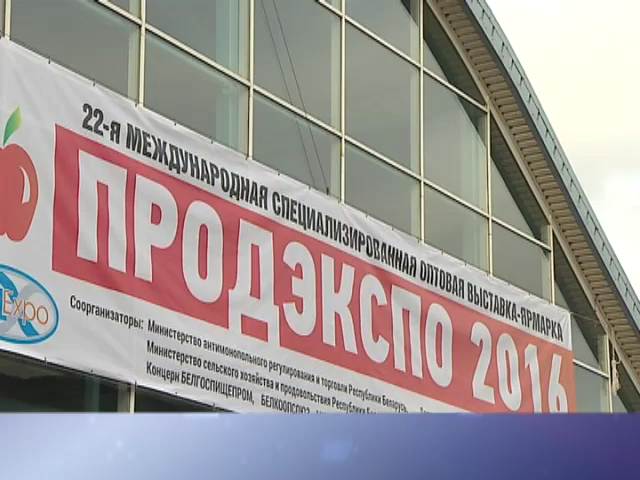 22-я МЕЖДУНАРОДНАЯ СПЕЦИАЛИЗИРОВАННАЯ ОПТОВАЯ ВЫСТАВКА-ЯРМАРКА
ПРОДЭКСПО 2016
Expo
Соорганизаторы: Министерство антимонопольного регулирования и торговли Республики Беларусь
Министерство сельского хозяйства и продовольствия Республики
Концерн БЕЛГОСПИЩЕПРОМ, БЕЛКООПСОЮЗ,